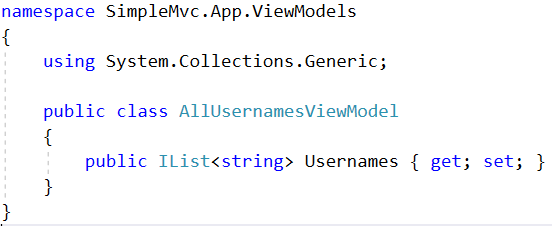 namespace SimpleMvc.App.ViewModels
{
    using System.Collections.Generic;

    public class AllUsernamesViewModel
    {
        public IList<string> Usernames { get; set; }
    }
}